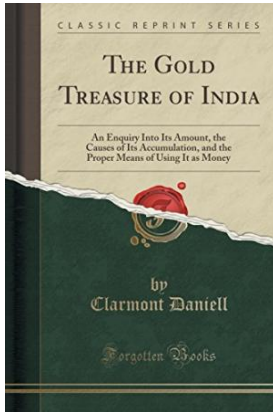 CLASSIC REPRINT SERIES
THE GOLD
TREASURE OF INDIA
An Enquiry Into Its Amount, the
Causes of Its Accumulation, and the
Proper Means of Using It as Money
by
Clarmont Daniell
Forgotten Books